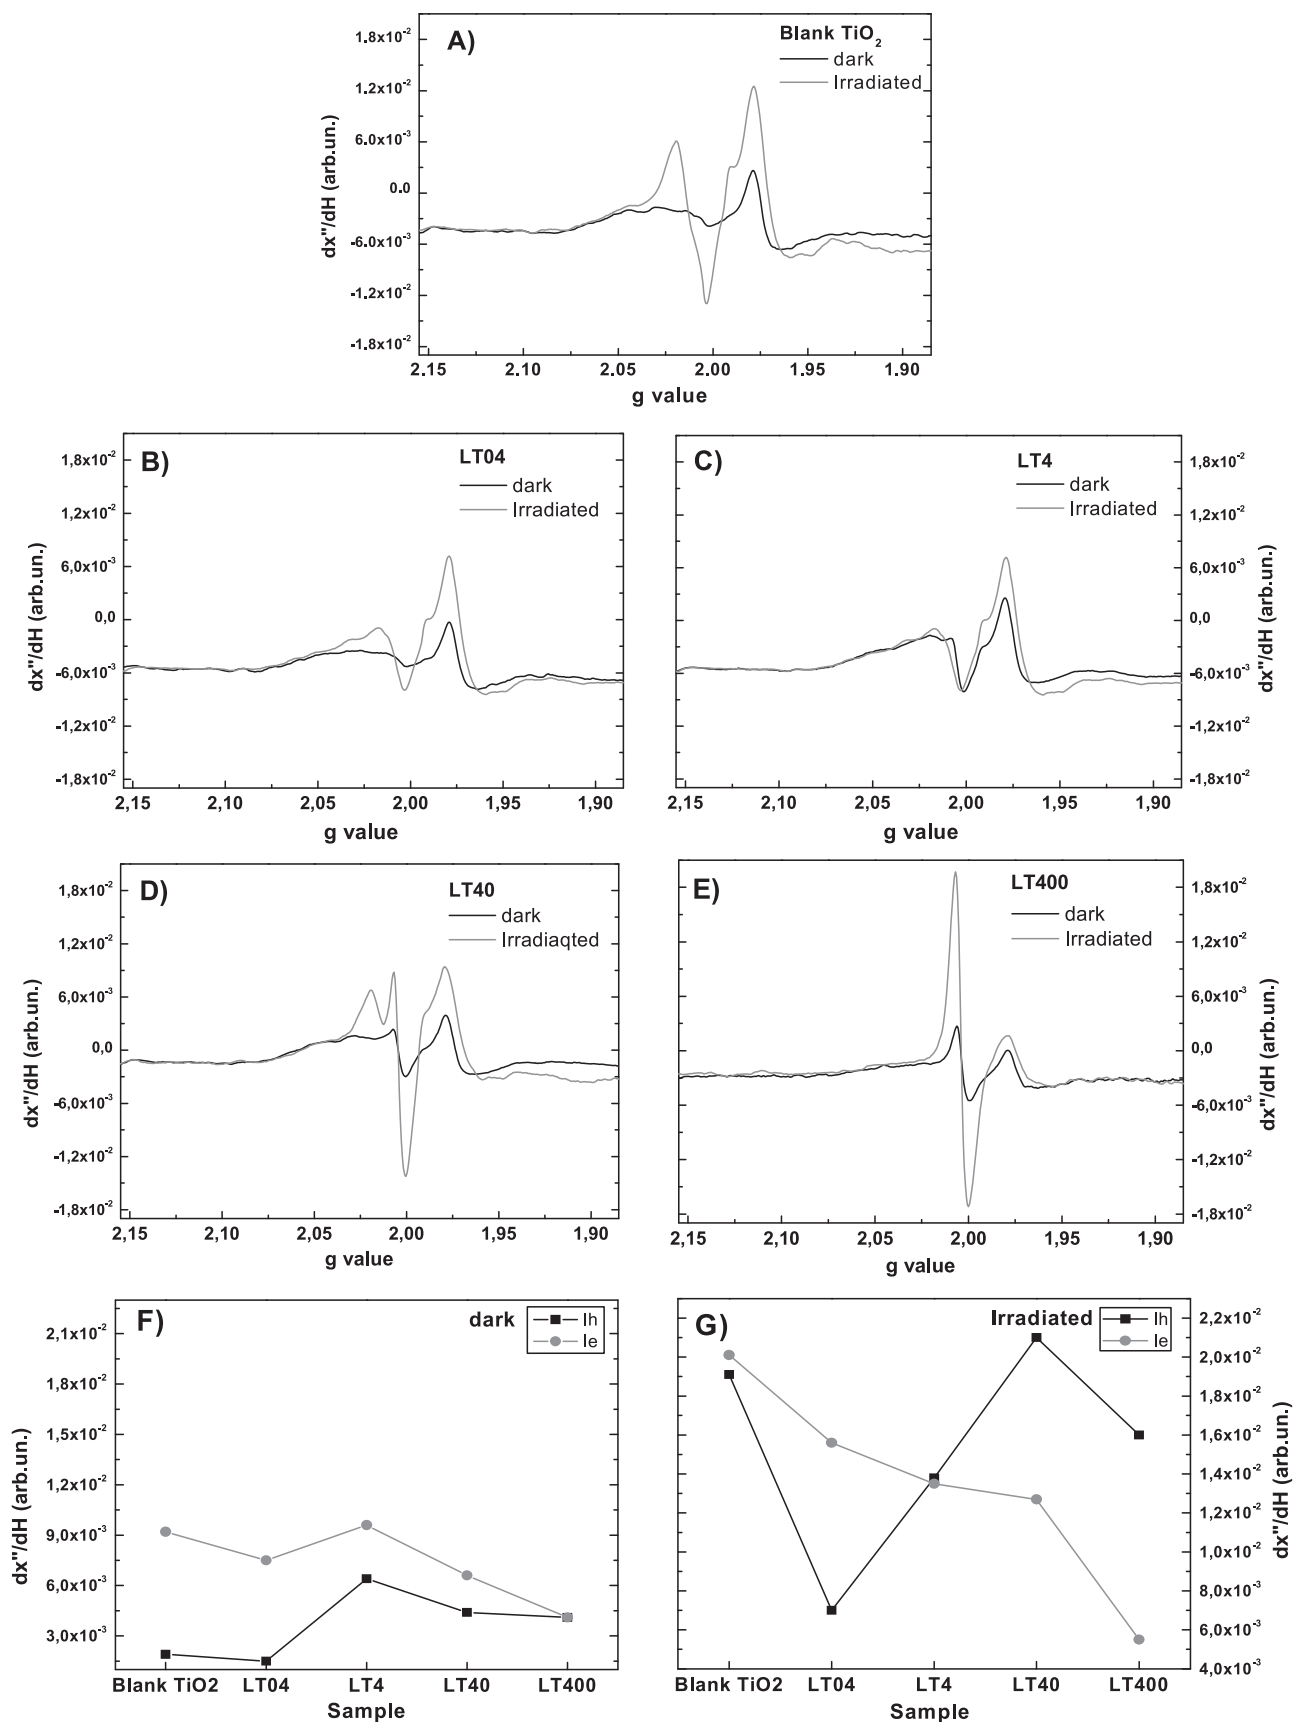 A)
Blank TiO2
dark
Irradiated
1.8x10-2
1.2x10-2
6.0x10-3
0.0
-6.0x10-3
-1.2x10-2
-1.8x10-2
dx"/dH (arb.un.)
2.15 2.10 2.05 2.00 1.95 1.90
g value
B)
LT04
dark
Irradiated
1,8x10-2
1,2x10-2
6,0x10-3
0,0
-6,0x10-3
-1,2x10-2
-1,8x10-2
dx"/dH (arb.un.)
2,15 2,10 2,05 2,00 1,95 1,90
g value
C)
LT4
dark
Irradiated
1,8x10-2
1,2x10-2
6,0x10-3
0,0
-6,0x10-3
-1,2x10-2
-1,8x10-2
dx"/dH (arb.un.)
2,15 2,10 2,05 2,00 1,95 1,90
g value
D)
LT40
dark
Irradiaqted
1,8x10-2
1,2x10-2
6,0x10-3
0,0
-6,0x10-3
-1,2x10-2
-1,8x10-2
dx"/dH (arb.un.)
2,15 2,10 2,05 2,00 1,95 1,90
g value
E)
LT400
dark
Irradiated
1,8x10-2
1,2x10-2
6,0x10-3
0,0
-6,0x10-3
-1,2x10-2
-1,8x10-2
dx"/dH (arb.un.)
2,15 2,10 2,05 2,00 1,95 1,90
g value
F)
dark
Ih
Ie
2,1x10-2
1,8x10-2
1,5x10-2
1,2x10-2
9,0x10-3
6,0x10-3
3,0x10-3
dx"/dH (arb.un.)
Blank TiO2 LT04 LT4 LT40 LT400
Sample
G)
Irradiated
Ih
Ie
2,2x10-2
2,0x10-2
1,8x10-2
1,6x10-2
1,4x10-2
1,2x10-2
1,0x10-2
8,0x10-3
6,0x10-3
4,0x10-3
dx"/dH (arb.un.)
Blank TiO2 LT04 LT4 LT40 LT400
Sample